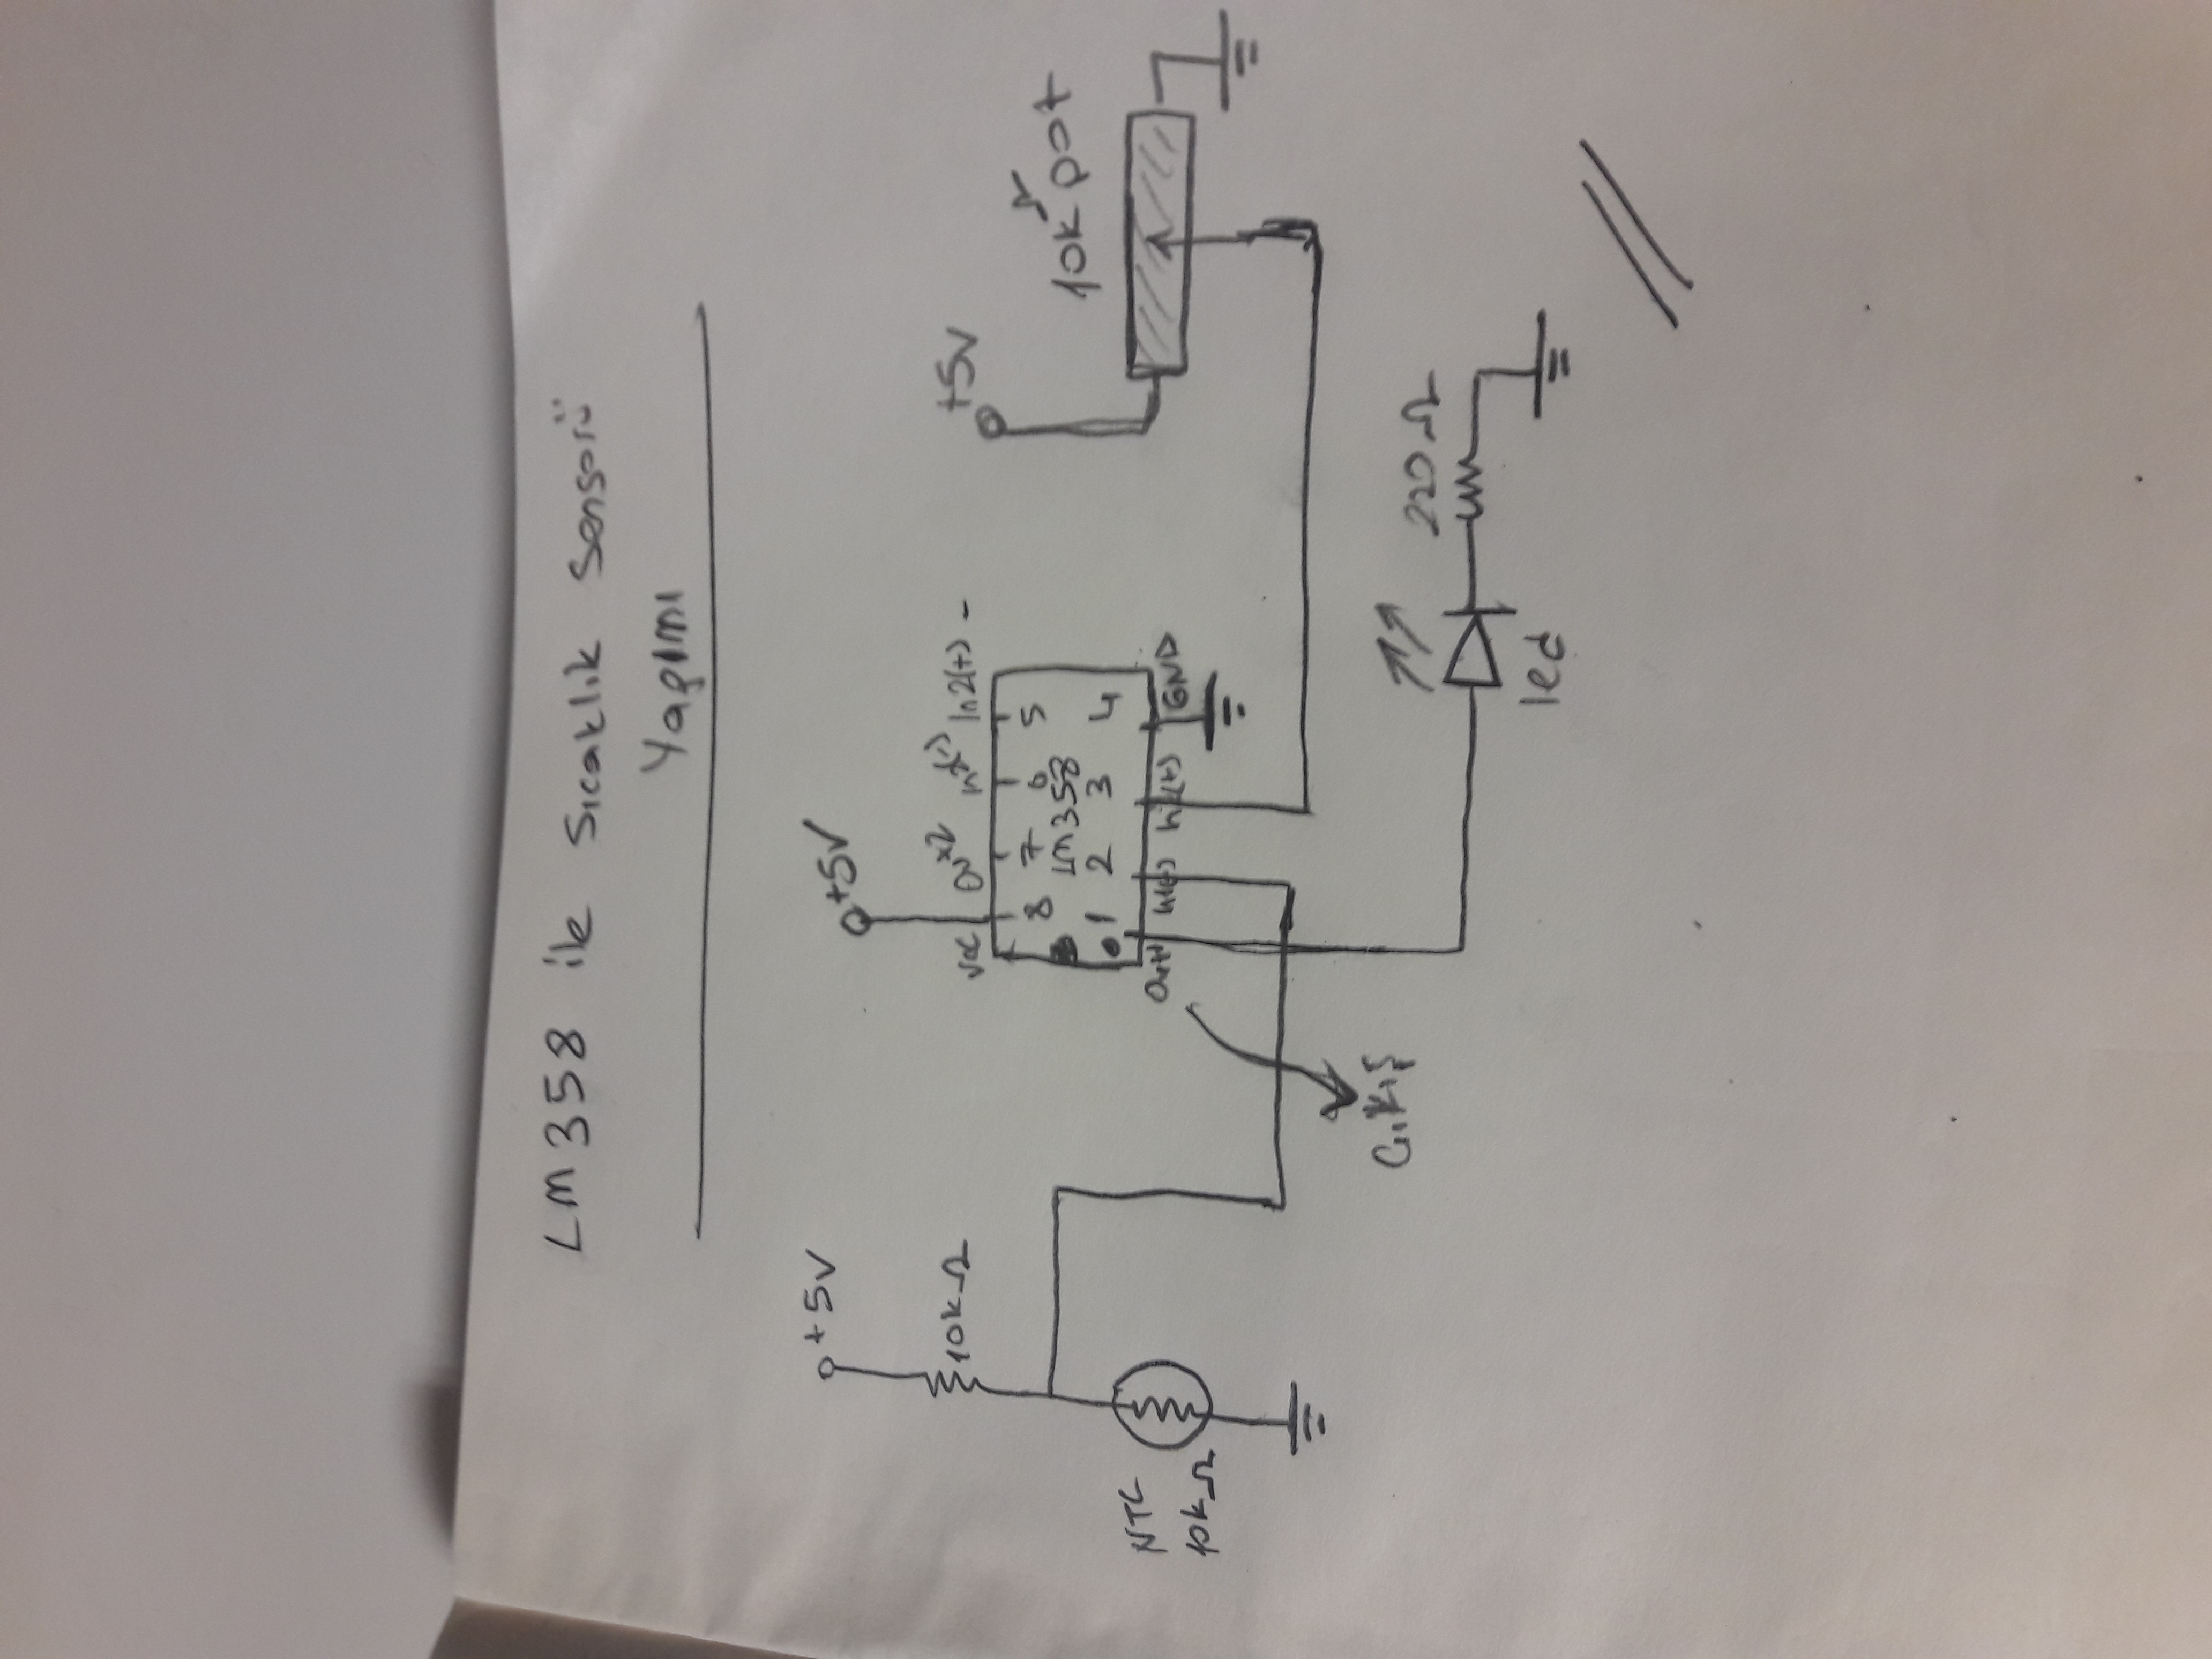 LM358 ile Sıcaklık Sensörü
Yapımı
+5V
+5V
10kΩ
Vcc Out2 In2(-) In2(+) -
+5V
8 7 6 5
LM358
10kΩ pot
1 2 3 4
NTC
10kΩ
Out1 In1(-) In1(+) GND
Çıkış
220Ω
led